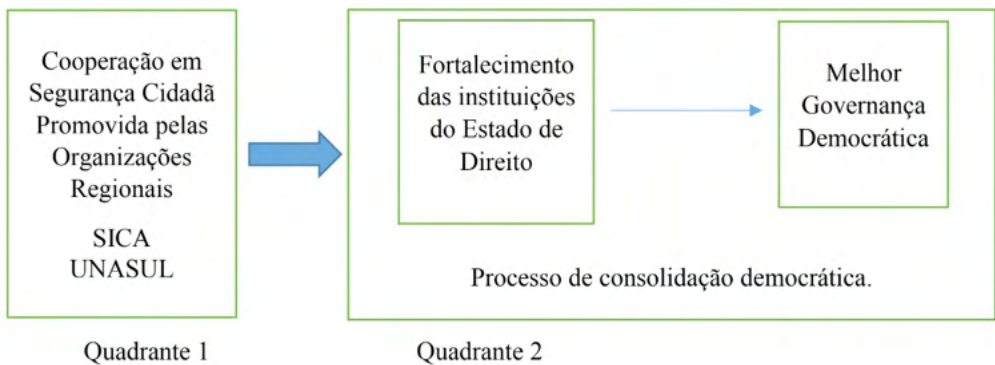 Cooperação em
Segurança Cidadã
Promovida pelas
Organizações
Regionais
SICA
UNASUL
Fortalecimento
das instituições
do Estado de
Direito
Melhor
Governança
Democrática
Processo de consolidação democrática.
Quadrante 1
Quadrante 2